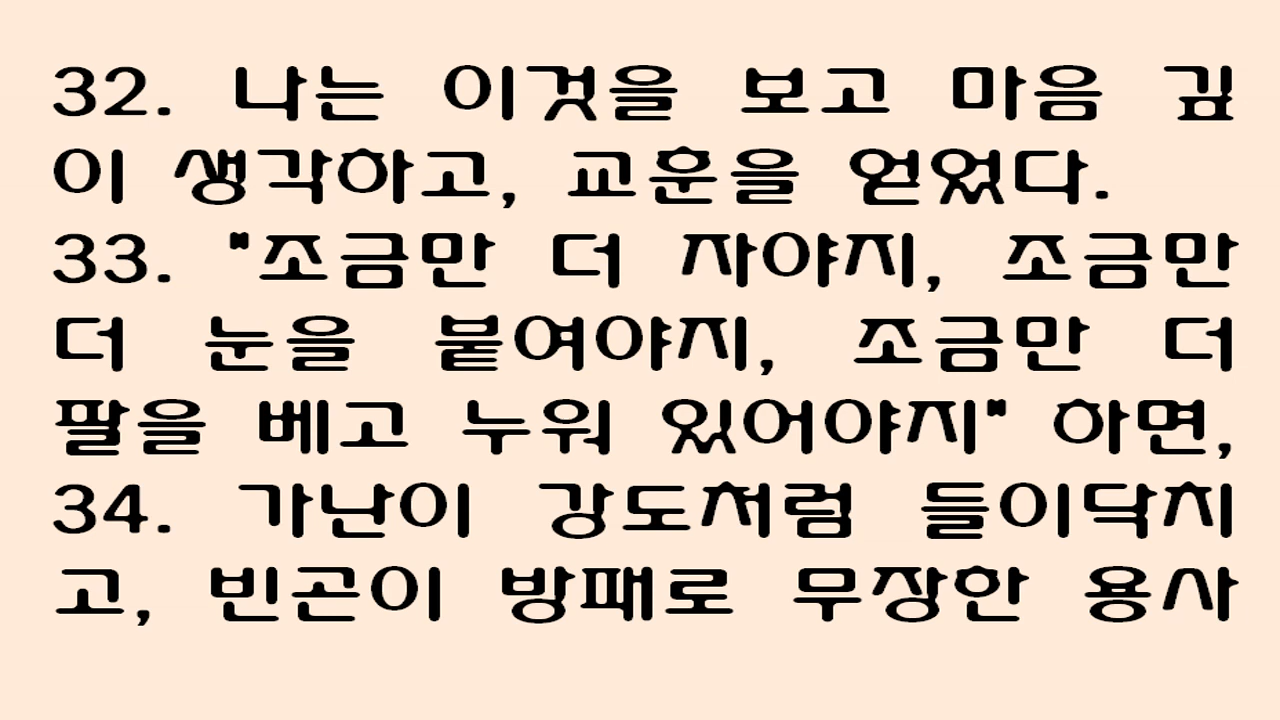 32. 나는 이것을 보고 마음 깊
이 생각하고, 교훈을 얻었다.
33. "조금만 더 자야지, 조금만
더 눈을 붙여야지, 조금만 더
팔을 베고 누워 있어야지" 하면,
34. 가난이 강도처럼 들이닥치
고, 빈곤이 방패로 무장한 용사